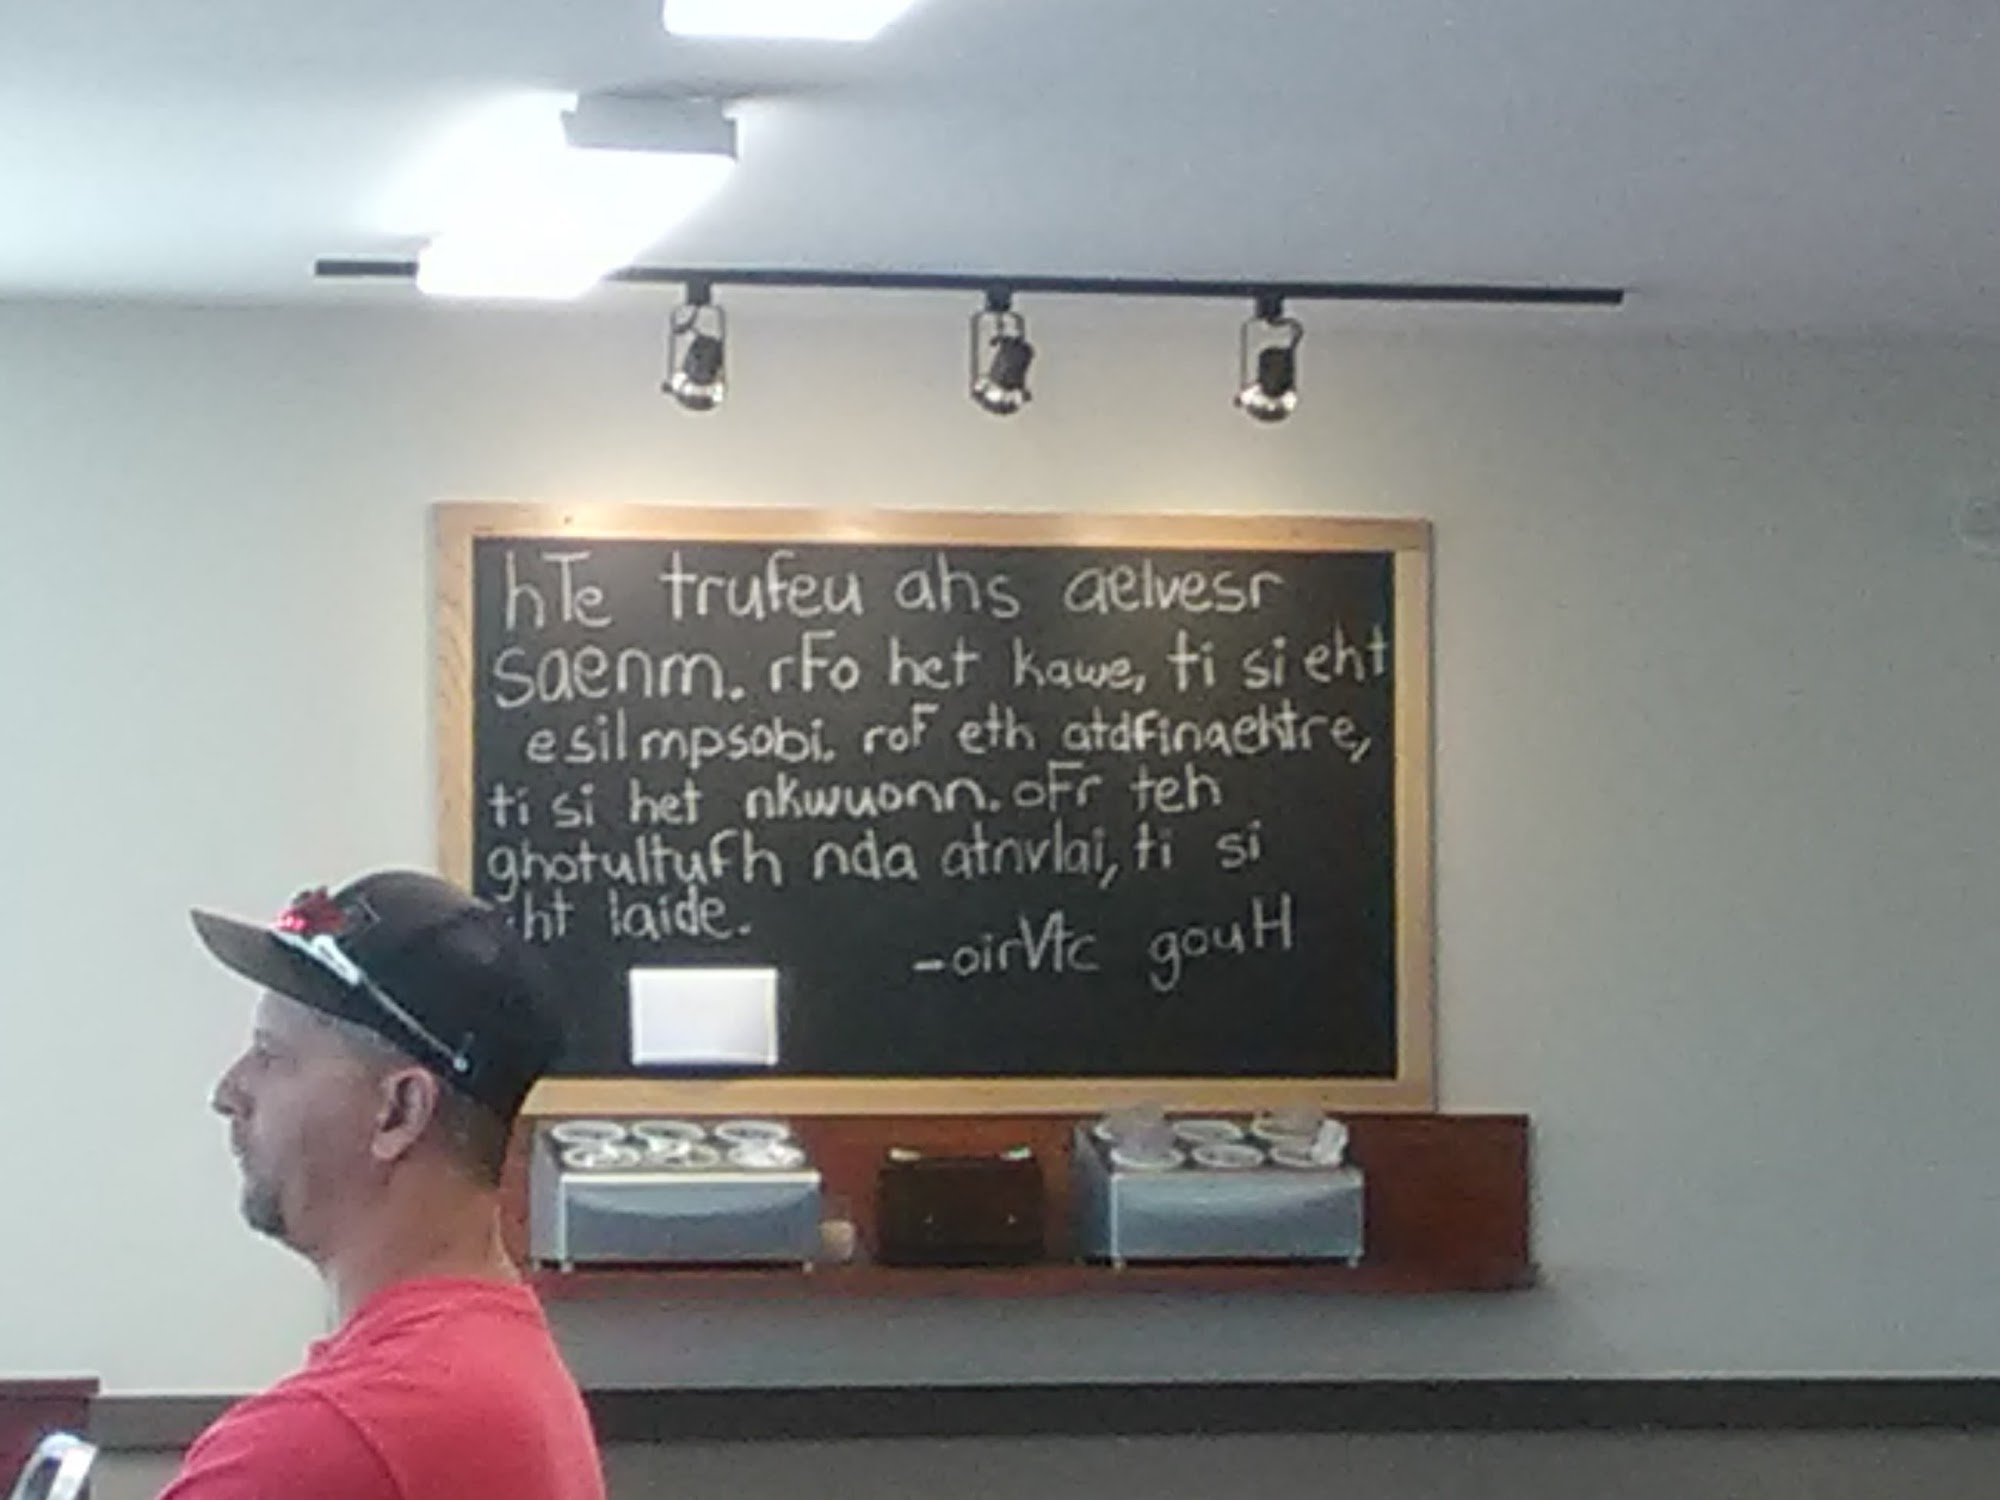 hTe trufeu ahs aelvesr
saenm. rFo het kawe, ti si eht
esilmpsobi. roF eth atdfinaehtre,
ti si het nkwuonn. oFr teh
ghotultufh nda atnvlai, ti si
ht laide.
-oirVtc gouH